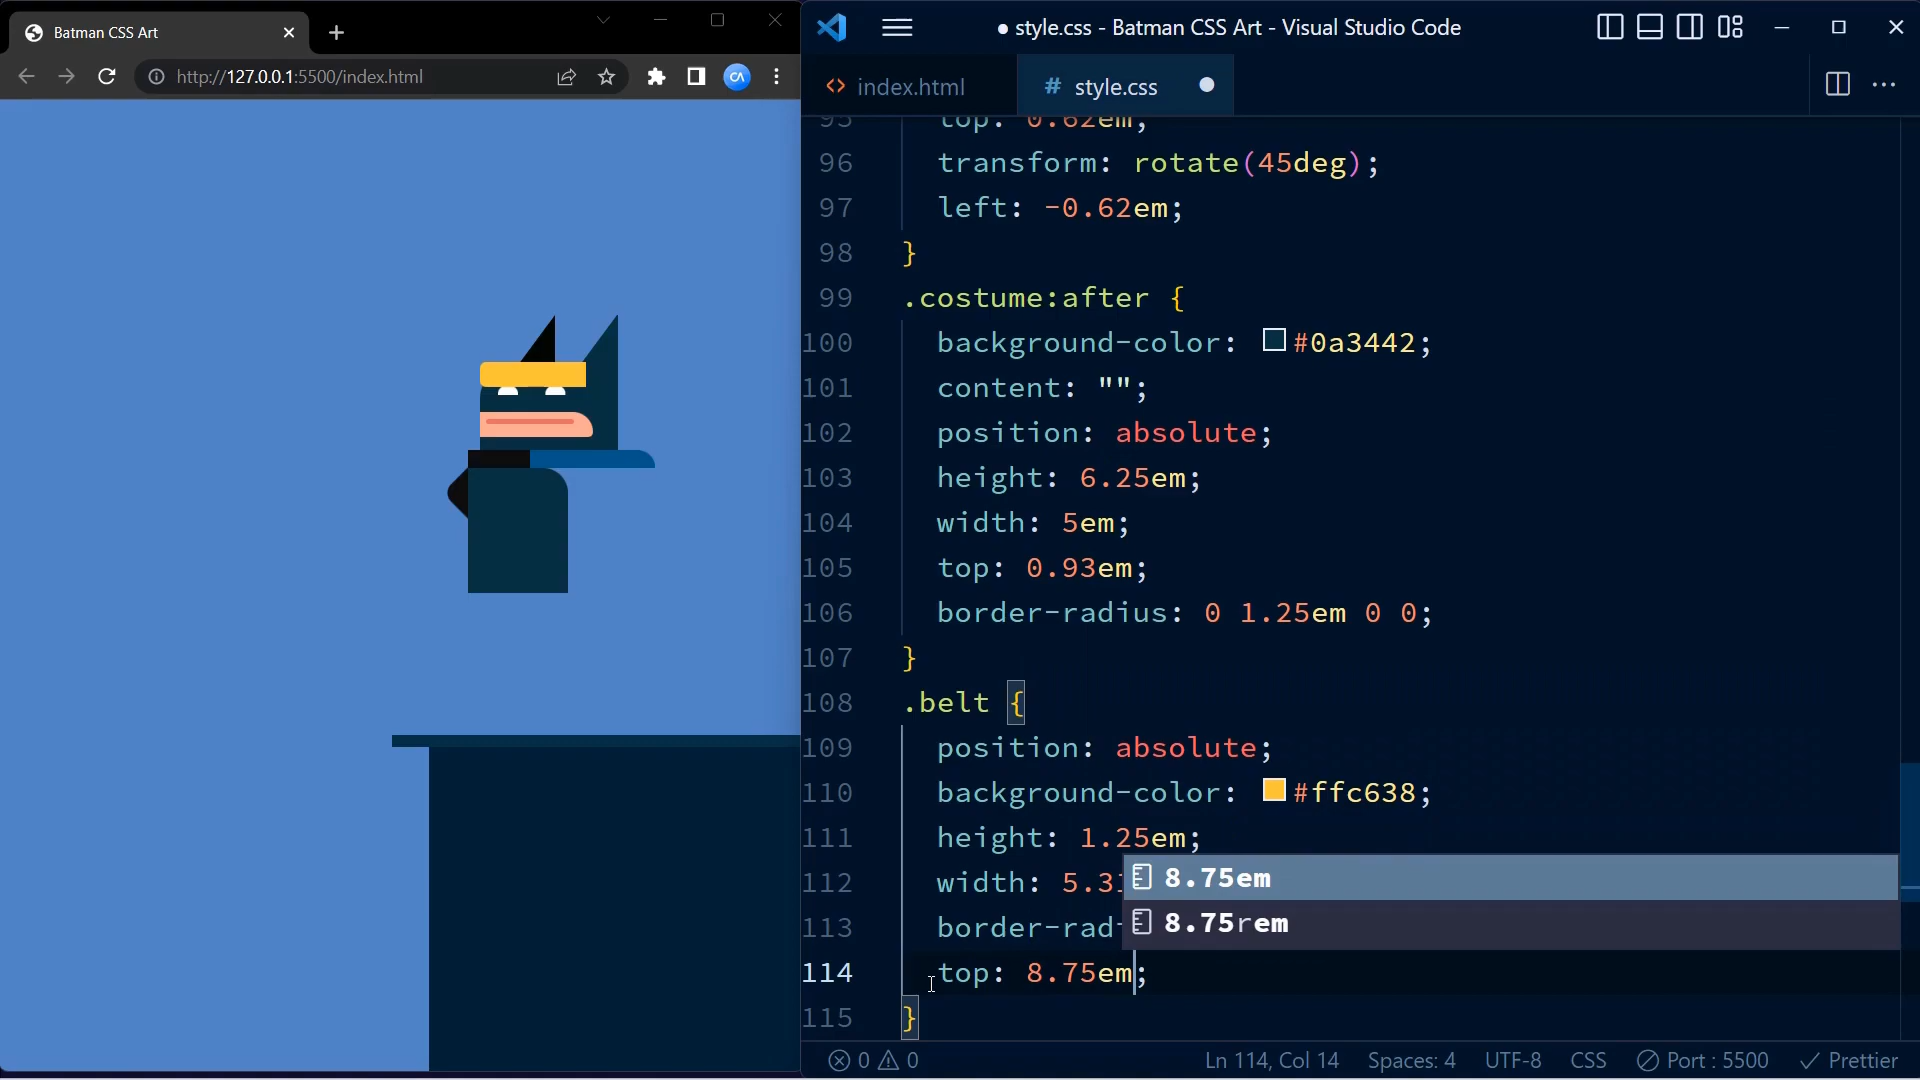 Batman CSS Art
http://127.0.0.1:5500/index.html
CA
● style.css - Batman CSS Art - Visual Studio Code
<> index.html
# style.css
95 top: 0.62em;
96 transform: rotate(45deg);
97 left: -0.62em;
98 }
99 .costume:after {
100 background-color: #0a3442;
101 content: "";
102 position: absolute;
103 height: 6.25em;
104 width: 5em;
105 top: 0.93em;
106 border-radius: 0 1.25em 0 0;
107 }
108 .belt {
109 position: absolute;
110 background-color: #ffc638;
111 height: 1.25em;
112 width: 5.31
8.75em
113 border-radi
8.75rem
114 top: 8.75em;
115 }
0 0
Ln 114, Col 14 Spaces: 4 UTF-8 CSS Port : 5500 Prettier